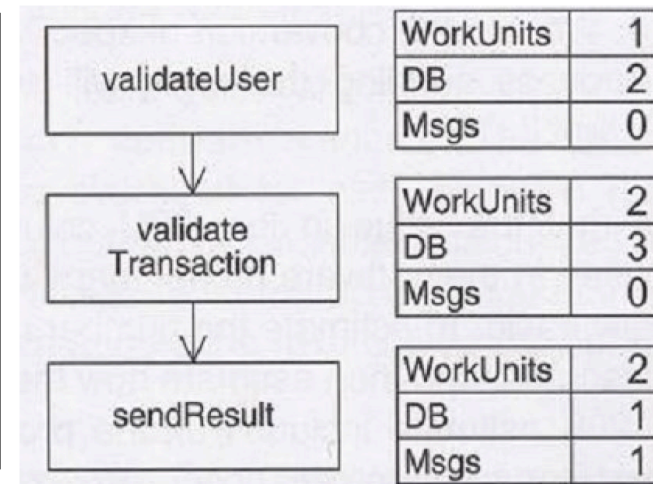 validateUser
WorkUnits 1
DB 2
Msgs 0
validate
Transaction
WorkUnits 2
DB 3
Msgs 0
sendResult
WorkUnits 2
DB 1
Msgs 1